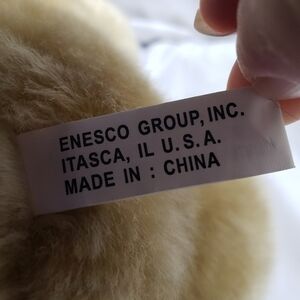 ENESCO GROUP, INC.
ITASCA, IL U.S.A.
MADE IN : CHINA